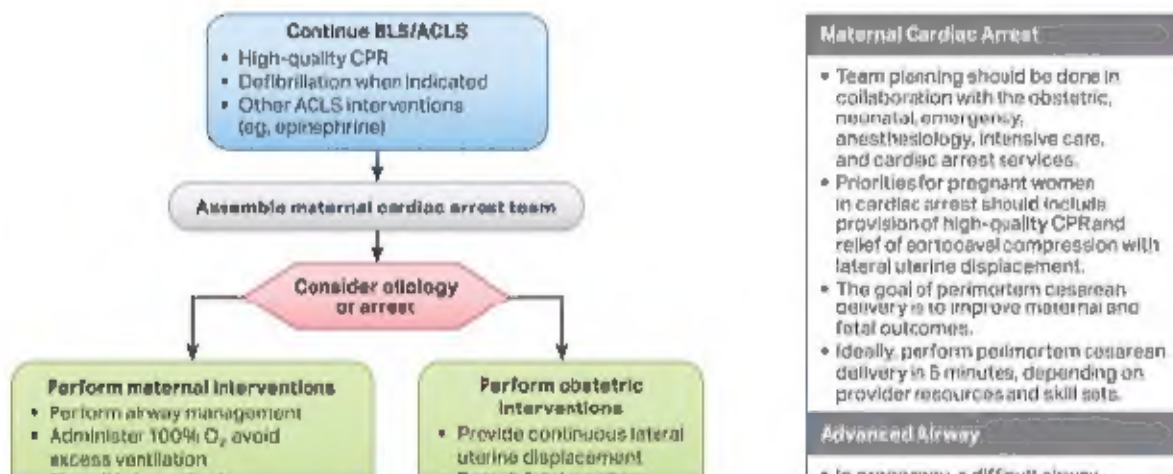 Continue BLS/ACLS
• High-quality CPR
• Defibrillation when indicated
• Other ACLS interventions
(eg, epinephrine)
Assemble maternal cardiac arrest team
Consider etiology
of arrest
Perform maternal interventions
• Perform airway management
• Administer 100% O₂, avoid
excess ventilation
Perform obstetric
interventions
• Provide continuous lateral
uterine displacement
Maternal Cardiac Arrest
• Team planning should be done in
collaboration with the obstetric,
neonatal, emergency,
anesthesiology, intensive care,
and cardiac arrest services.
• Priorities for pregnant women
in cardiac arrest should include
provision of high-quality CPR and
relief of aortocaval compression with
lateral uterine displacement.
• The goal of perimortem cesarean
delivery is to improve maternal and
fetal outcomes.
• Ideally, perform perimortem cesarean
delivery in 5 minutes, depending on
provider resources and skill sets.
Advanced Airway
• In pregnancy, a difficult airway